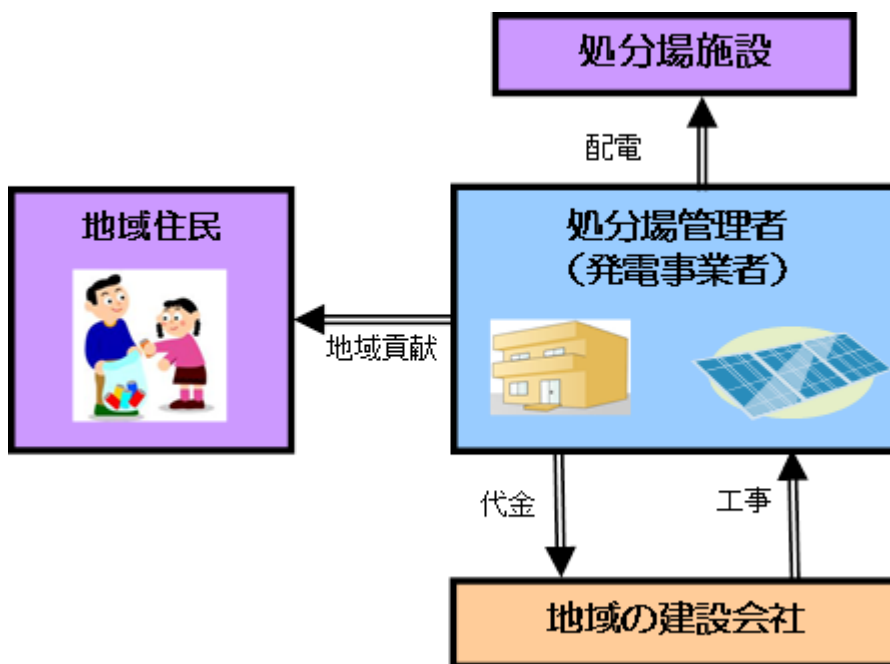 処分場施設
配電
地域住民
処分場管理者
(発電事業者)
地域貢献
代金
工事
地域の建設会社